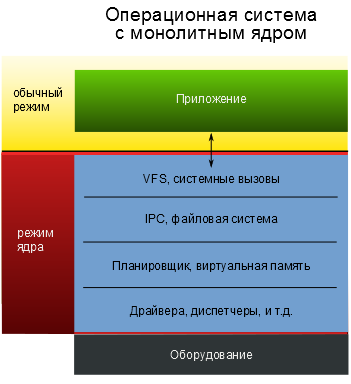 Операционная система
с монолитным ядром
обычный
режим
Приложение
VFS, системные вызовы
IPC, файловая система
режим
ядра
Планировщик, виртуальная память
Драйвера, диспетчеры, и т.д.
Оборудование